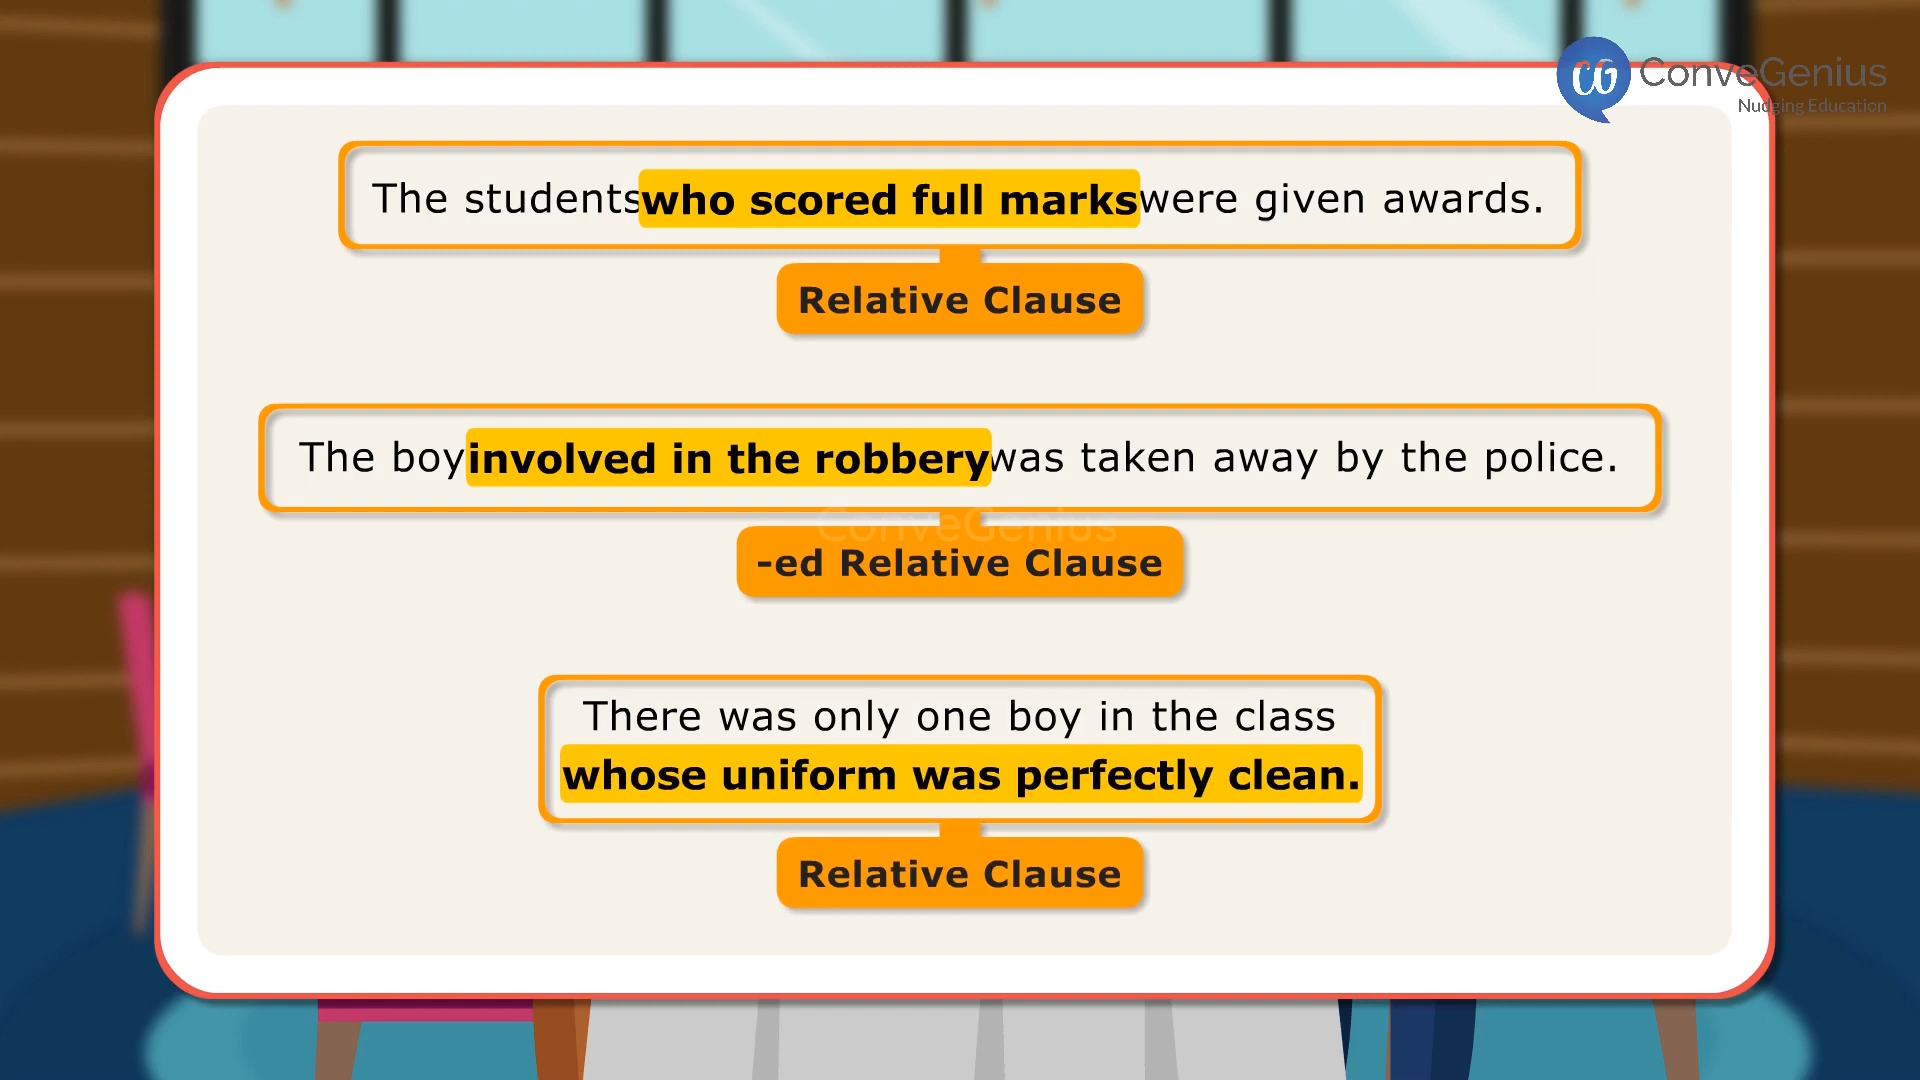 ConveGenius
Nudging Education
The students who scored full marks were given awards.
Relative Clause
The boy involved in the robbery was taken away by the police.
ConveGenius
-ed Relative Clause
There was only one boy in the class
whose uniform was perfectly clean.
Relative Clause